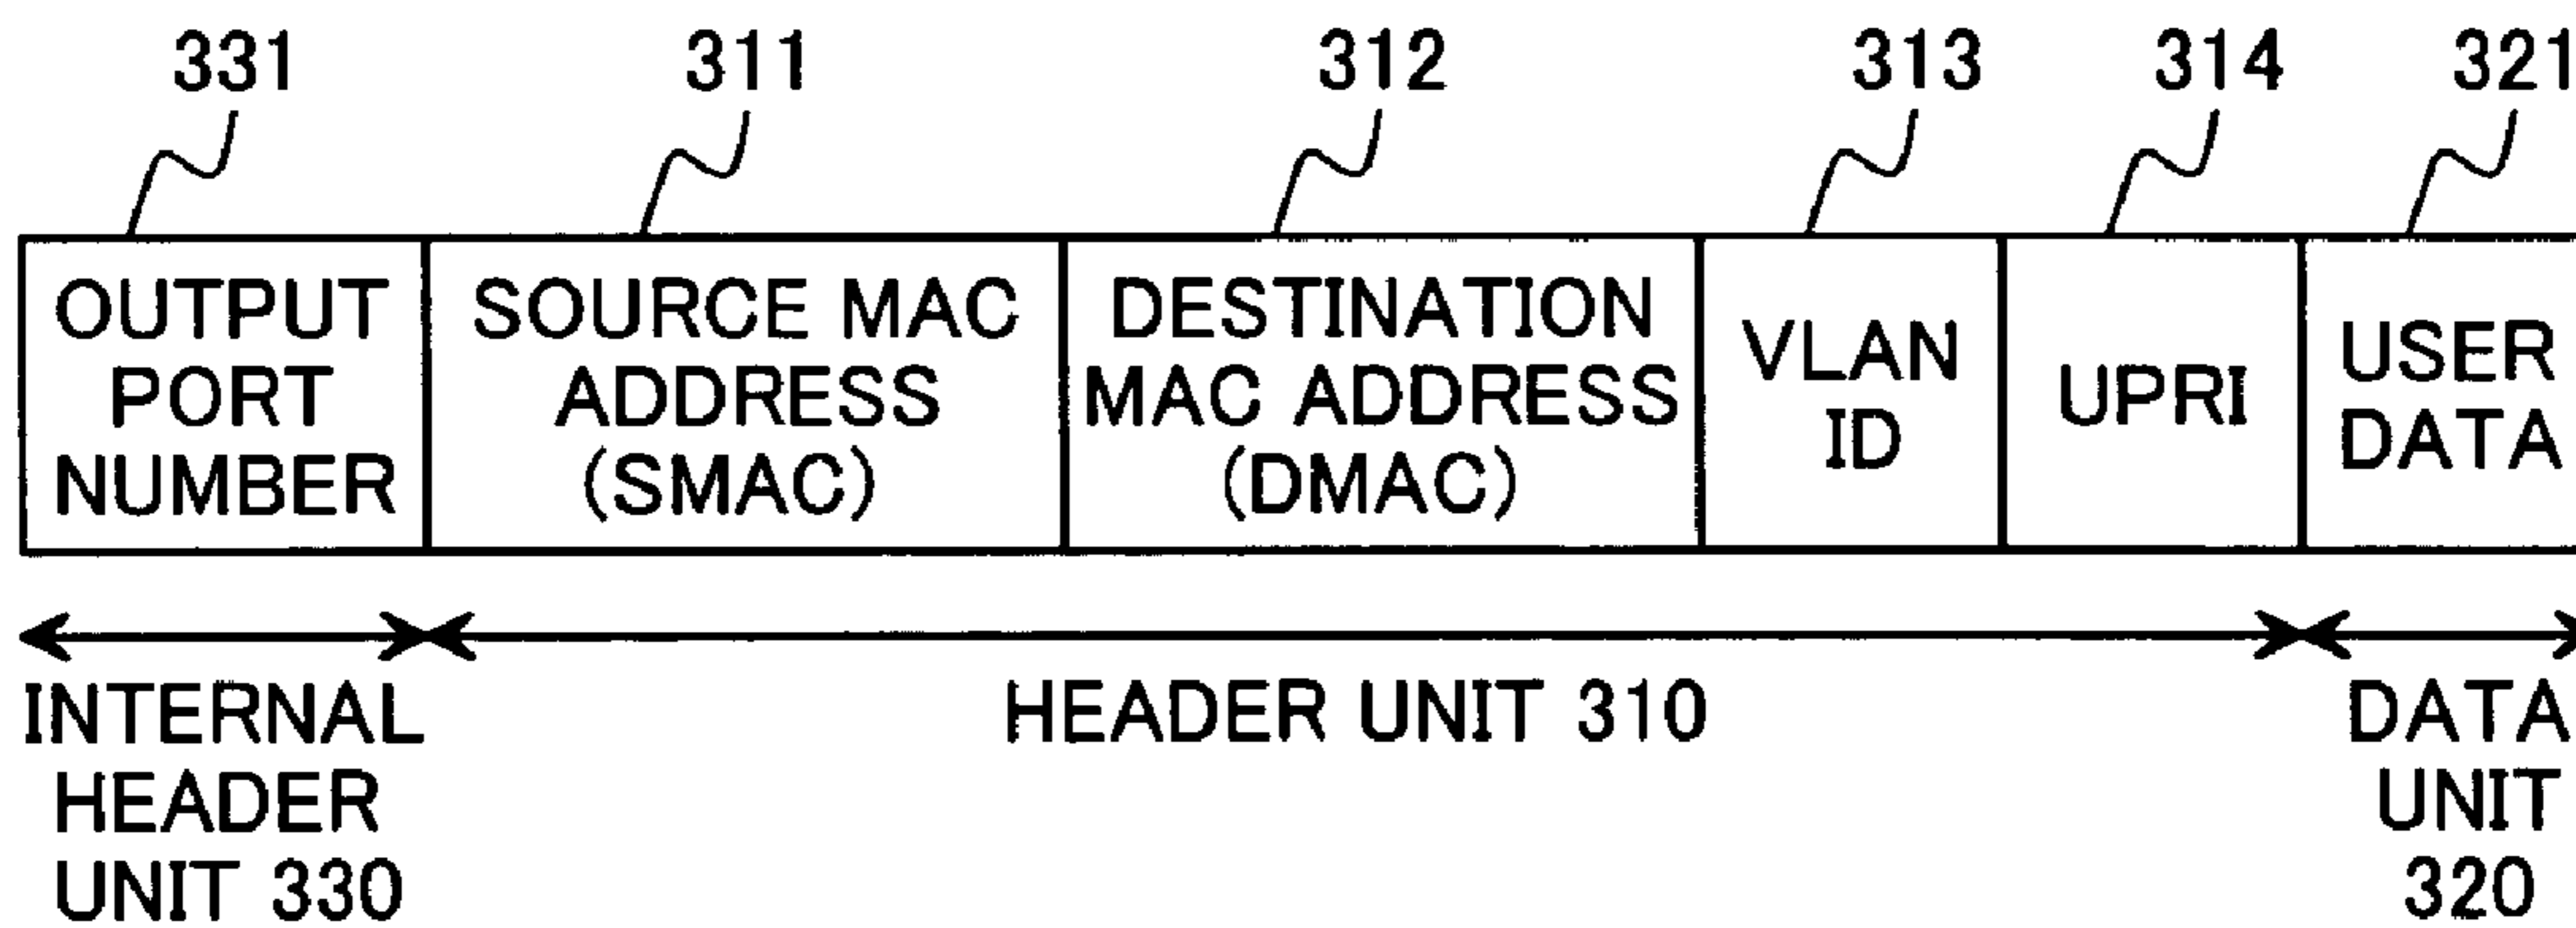 331 311 312 313 314 321
OUTPUT
PORT
NUMBER
SOURCE MAC
ADDRESS
(SMAC)
DESTINATION
MAC ADDRESS
(DMAC)
VLAN
ID
UPRI
USER
DATA
INTERNAL
HEADER
UNIT 330
HEADER UNIT 310
DATA
UNIT
320